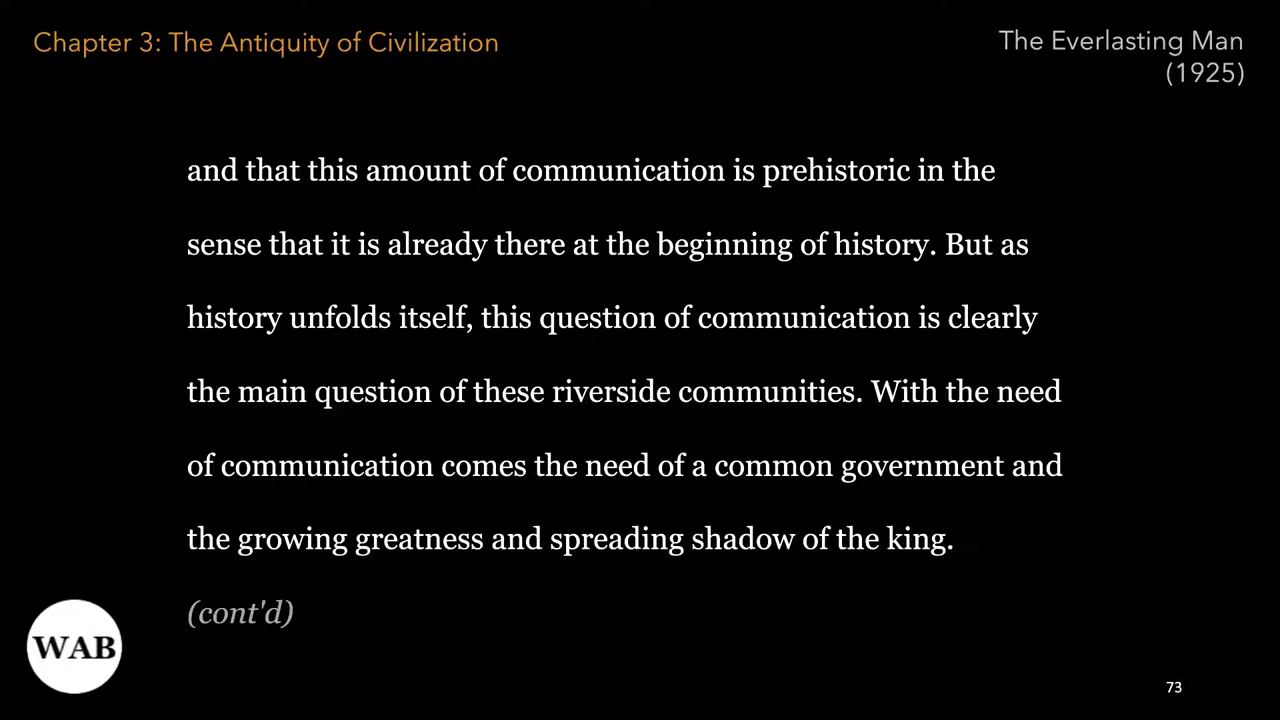 Chapter 3: The Antiquity of Civilization
The Everlasting Man
(1925)
and that this amount of communication is prehistoric in the
sense that it is already there at the beginning of history. But as
history unfolds itself, this question of communication is clearly
the main question of these riverside communities. With the need
of communication comes the need of a common government and
the growing greatness and spreading shadow of the king.
(cont'd)
WAB
73